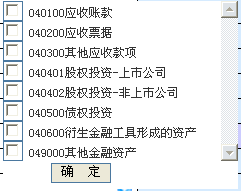 040100应收账款
040200应收票据
040300其他应收款项
040401股权投资-上市公司
040402股权投资-非上市公司
040500债权投资
040600衍生金融工具形成的资产
049000其他金融资产
确 定